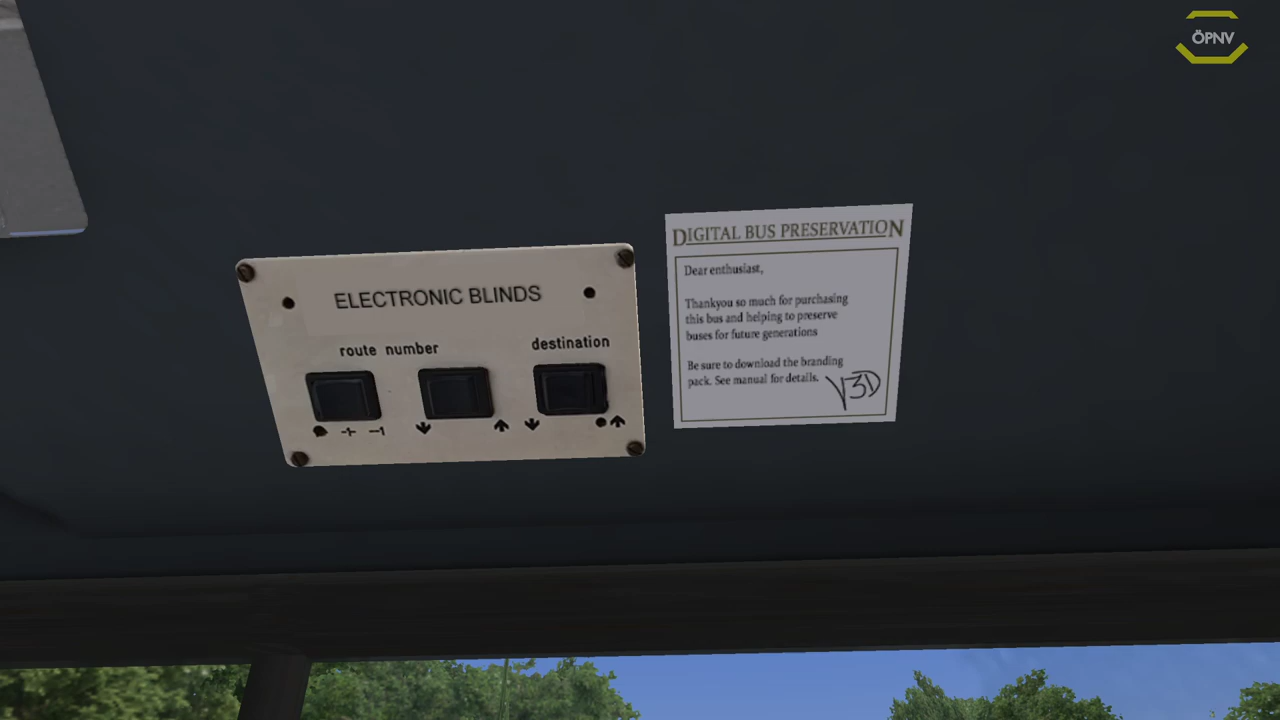 ÖPNV
ELECTRONIC BLINDS
route number
destination
DIGITAL BUS PRESERVATION
Dear enthusiast,
Thankyou so much for purchasing
this bus and helping to preserve
buses for future generations
Be sure to download the branding
pack. See manual for details.
V3D